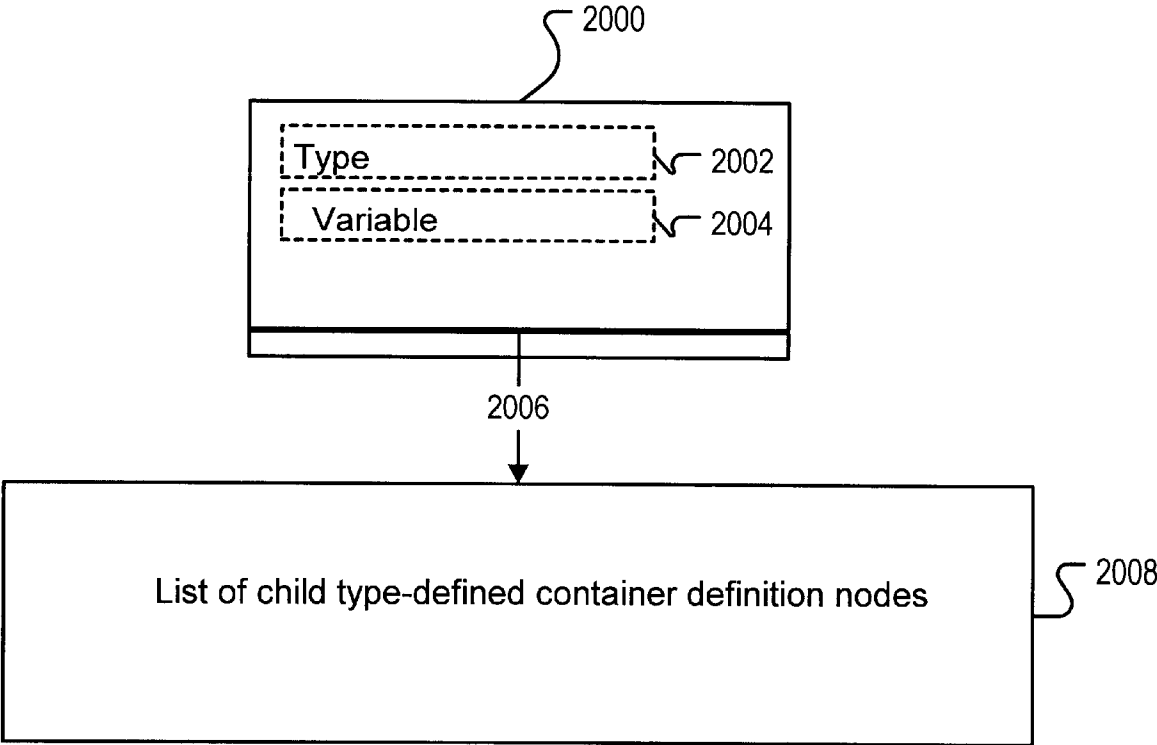 2000
Type 2002
Variable 2004
2006
List of child type-defined container definition nodes
2008